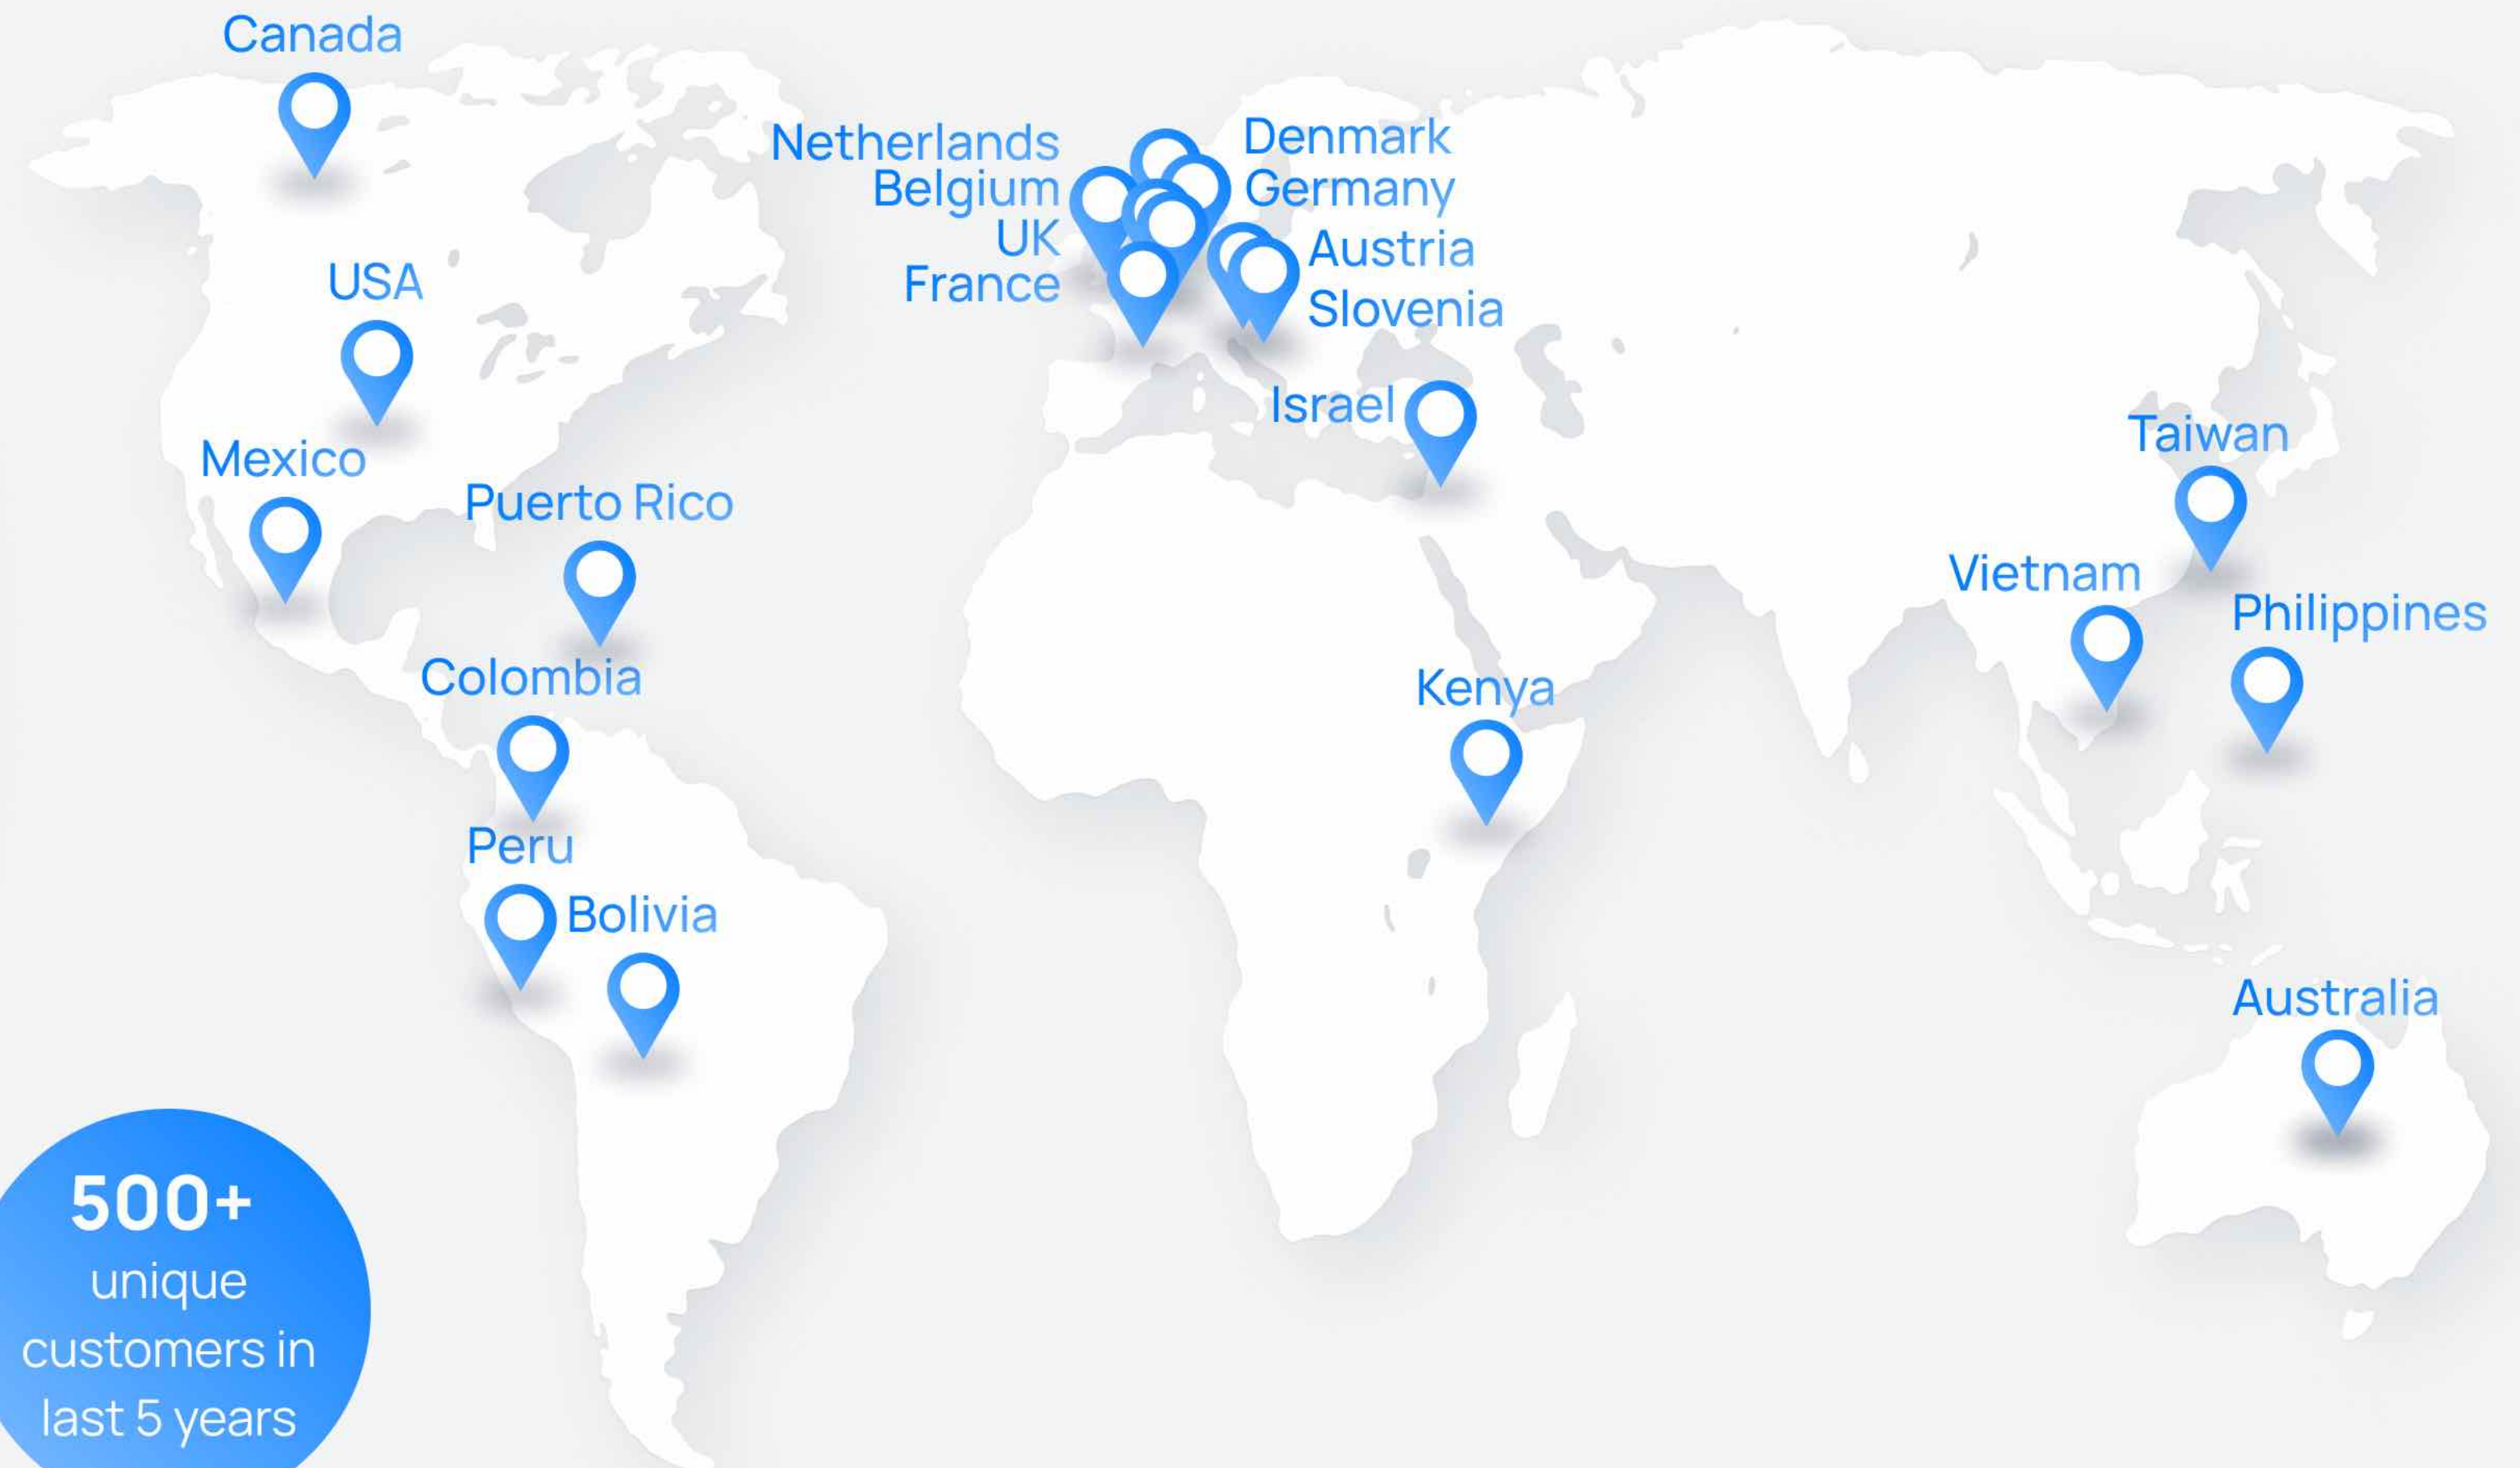 Canada
Netherlands
Belgium
UK
France
Denmark
Germany
Austria
Slovenia
USA
Israel
Mexico
Puerto Rico
Taiwan
Vietnam
Philippines
Colombia
Kenya
Peru
Bolivia
Australia
500+
unique
customers in
last 5 years